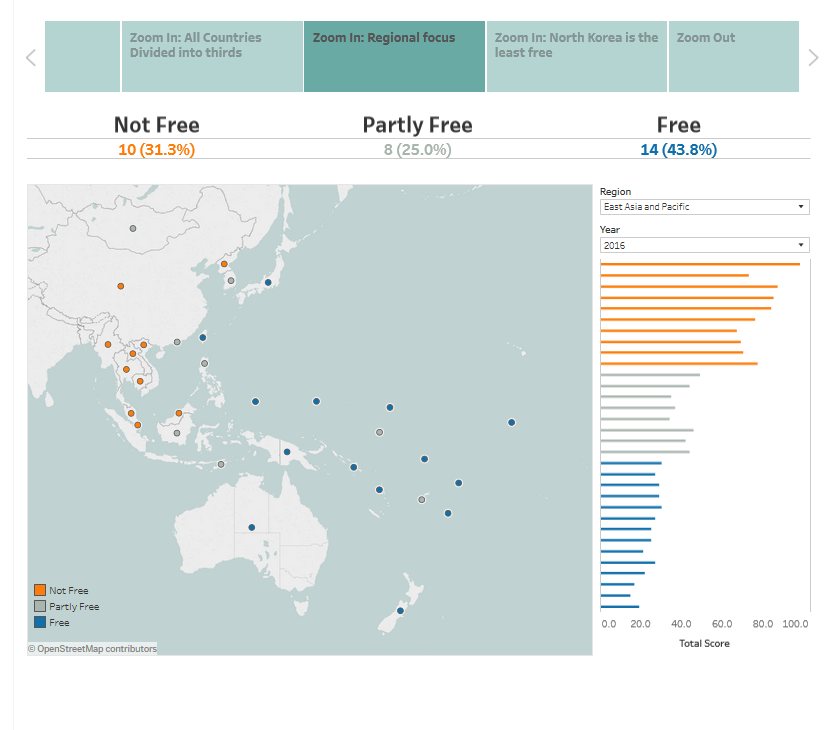 Zoom In: All Countries
Divided into thirds
Zoom In: Regional focus
Zoom In: North Korea is the
least free
Zoom Out
Not Free
Partly Free
Free
10 (31.3%)
8 (25.0%)
14 (43.8%)
Region
East Asia and Pacific
Year
2016
Not Free
Partly Free
Free
© OpenStreetMap contributors
0.0 20.0 40.0 60.0 80.0 100.0
Total Score